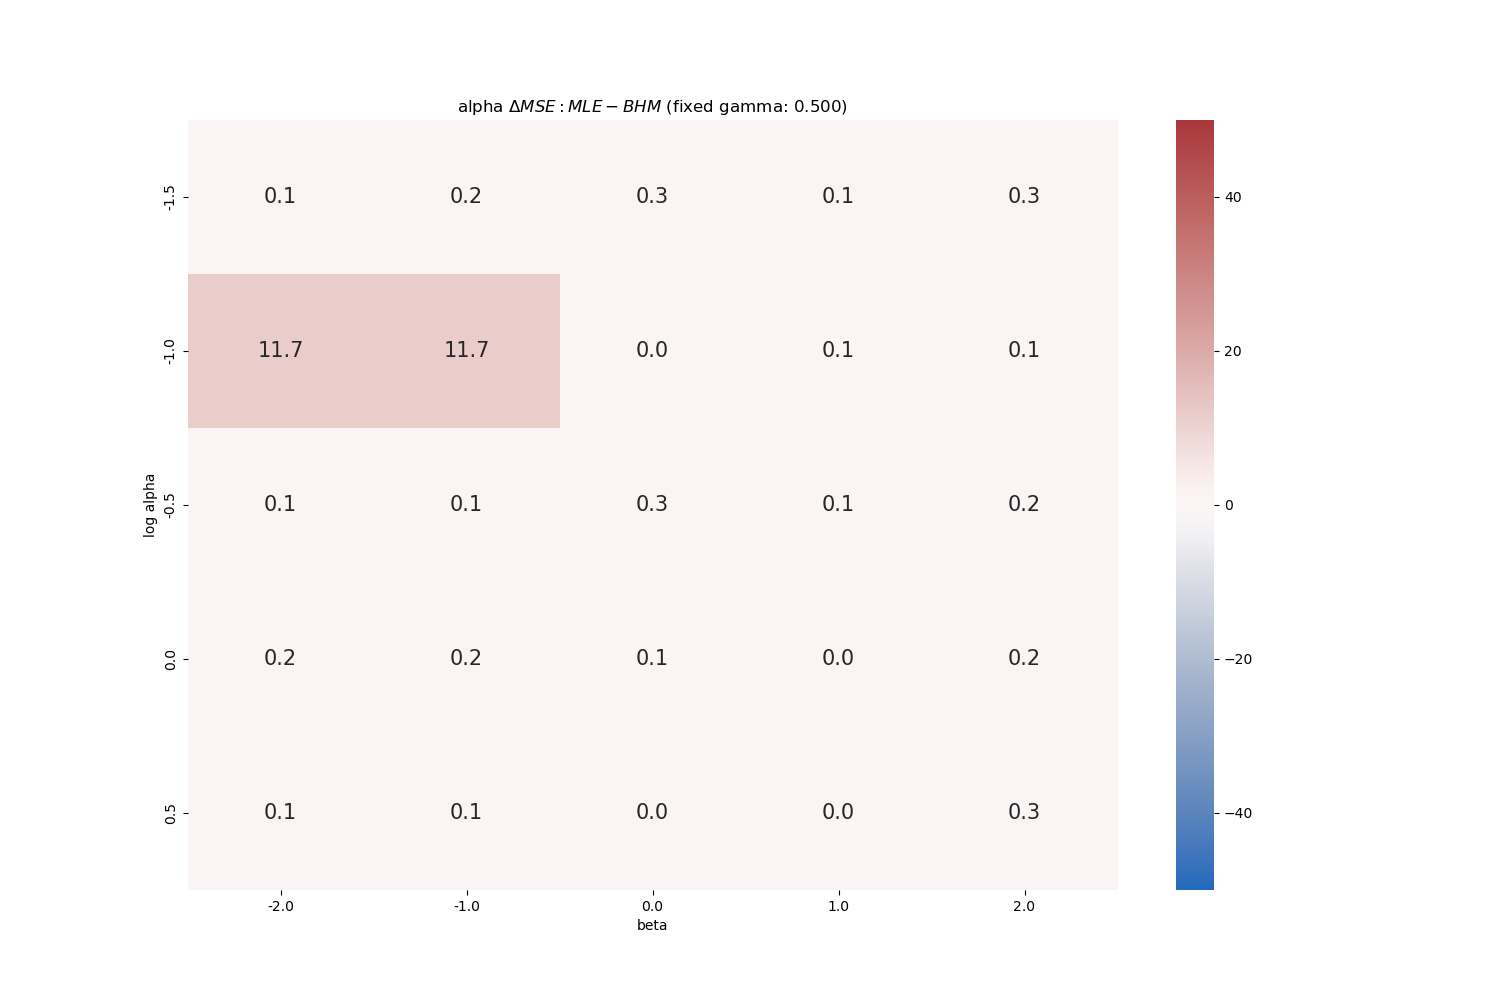 alpha ΔMSE : MLE − BHM (fixed gamma: 0.500)
-1.5 0.1 0.2 0.3 0.1 0.3
-1.0 11.7 11.7 0.0 0.1 0.1
-0.5 0.1 0.1 0.3 0.1 0.2
0.0 0.2 0.2 0.1 0.0 0.2
0.5 0.1 0.1 0.0 0.0 0.3
log alpha
-2.0 -1.0 0.0 1.0 2.0
beta
40
20
0
−20
−40